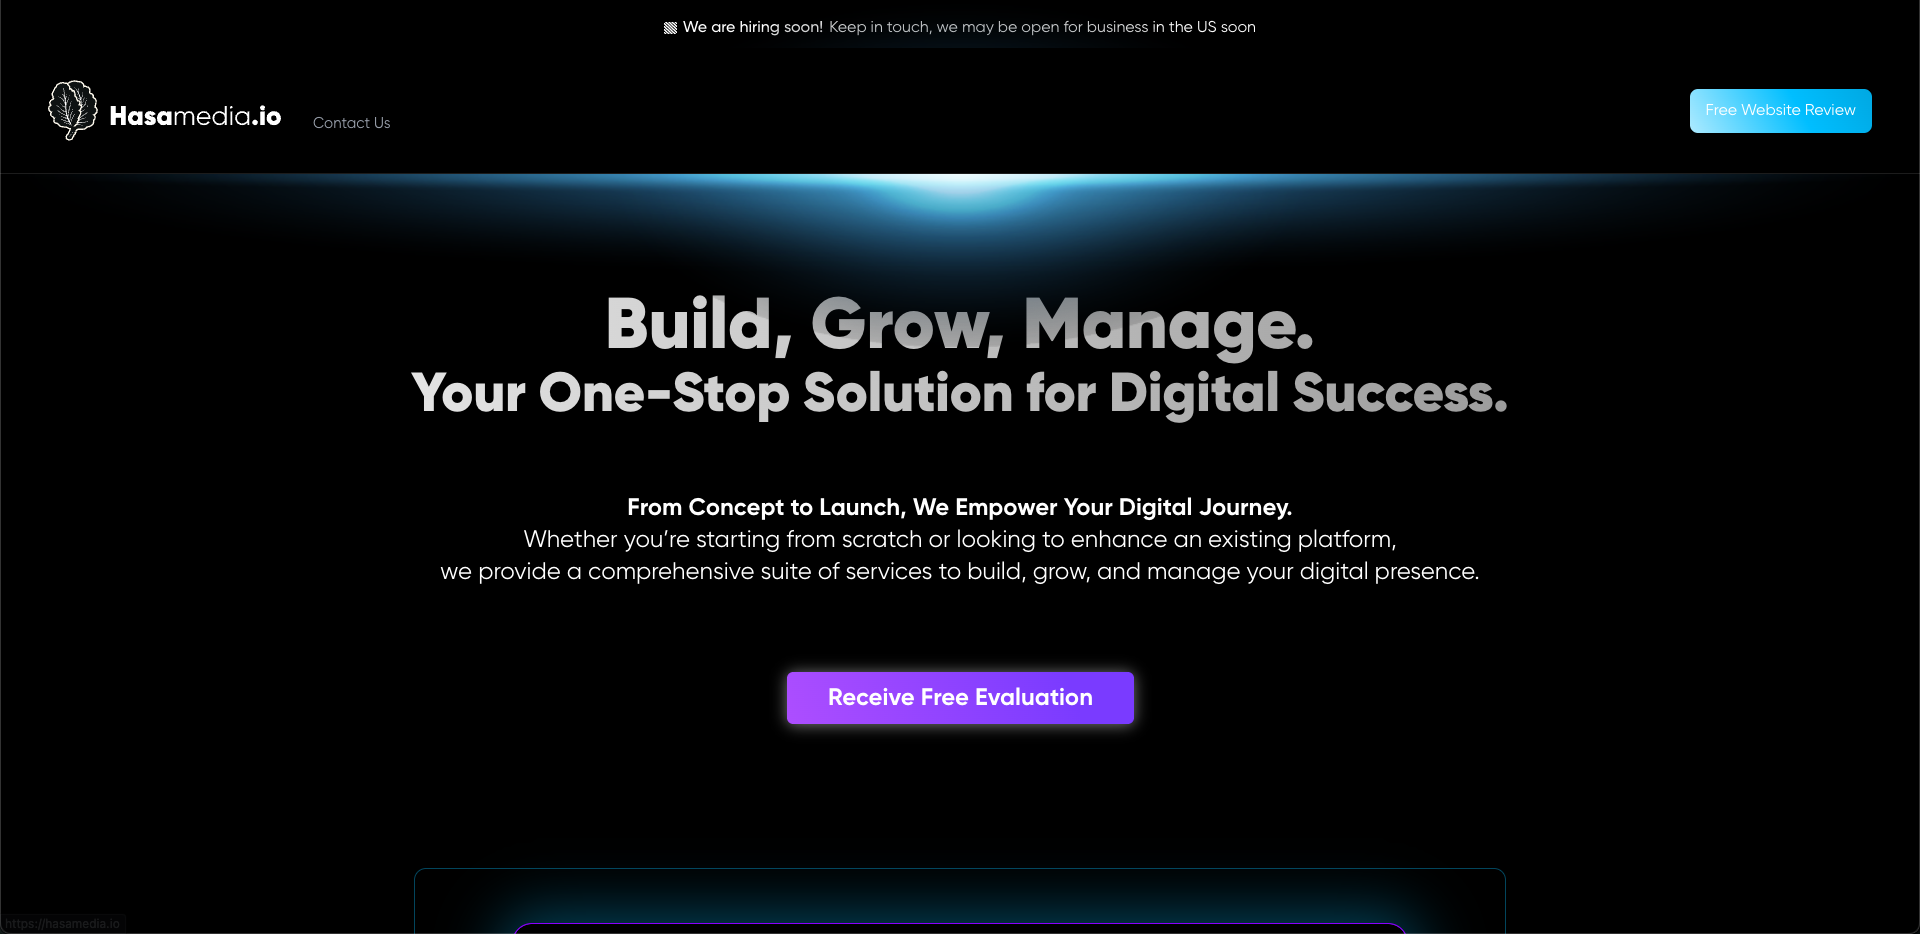 We are hiring soon! Keep in touch, we may be open for business in the US soon
Hasamedia.io
Contact Us
Free Website Review
Build, Grow, Manage.
Your One-Stop Solution for Digital Success.
From Concept to Launch, We Empower Your Digital Journey.
Whether you’re starting from scratch or looking to enhance an existing platform,
we provide a comprehensive suite of services to build, grow, and manage your digital presence.
Receive Free Evaluation
https://hasamedia.io